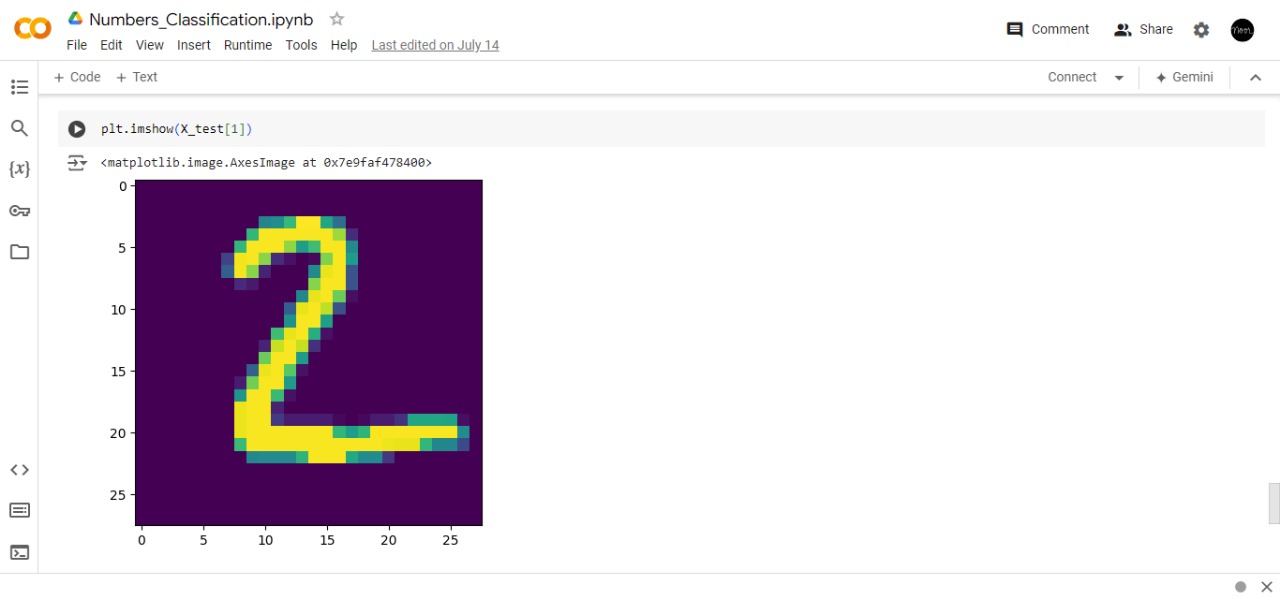 Numbers_Classification.ipynb
File Edit View Insert Runtime Tools Help Last edited on July 14
Comment Share
+ Code + Text
Connect Gemini
plt.imshow(X_test[1])
<matplotlib.image.AxesImage at 0x7e9faf478400>
{x}
0
5
10
15
20
25
0 5 10 15 20 25
2